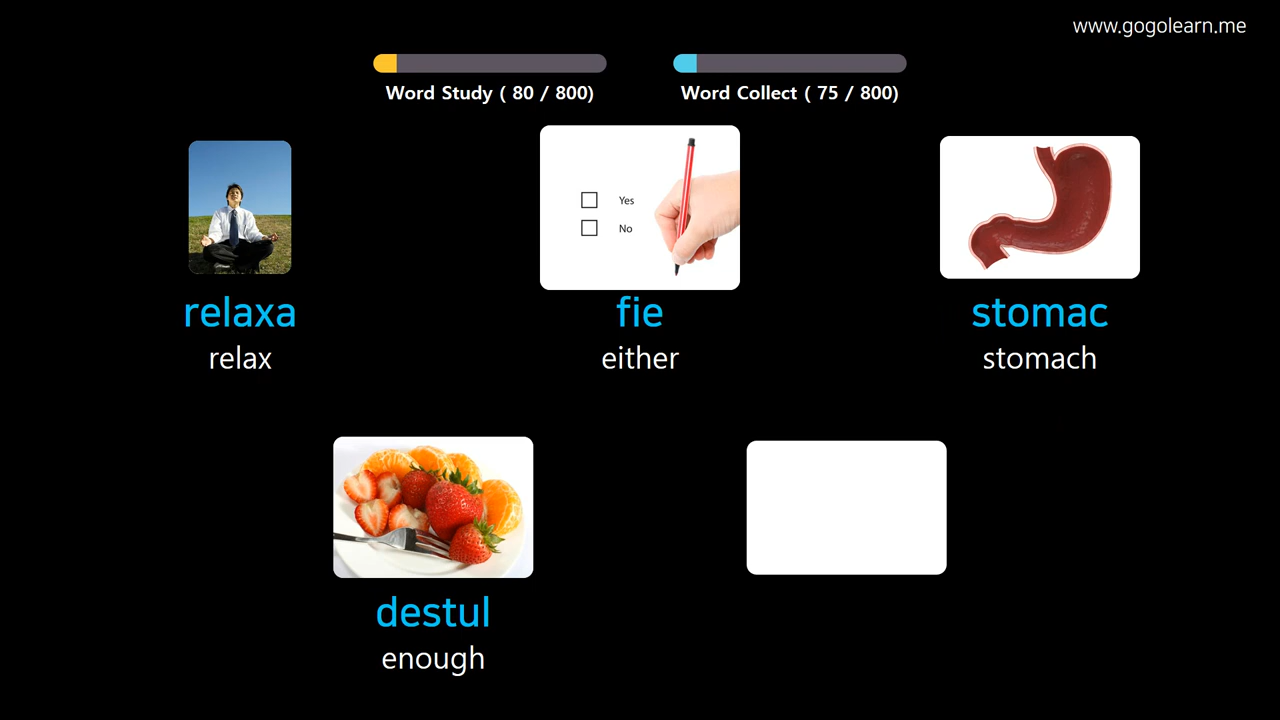 www.gogolearn.me
Word Study ( 80 / 800)
Word Collect ( 75 / 800)
Yes
No
relaxa
relax
fie
either
stomac
stomach
destul
enough